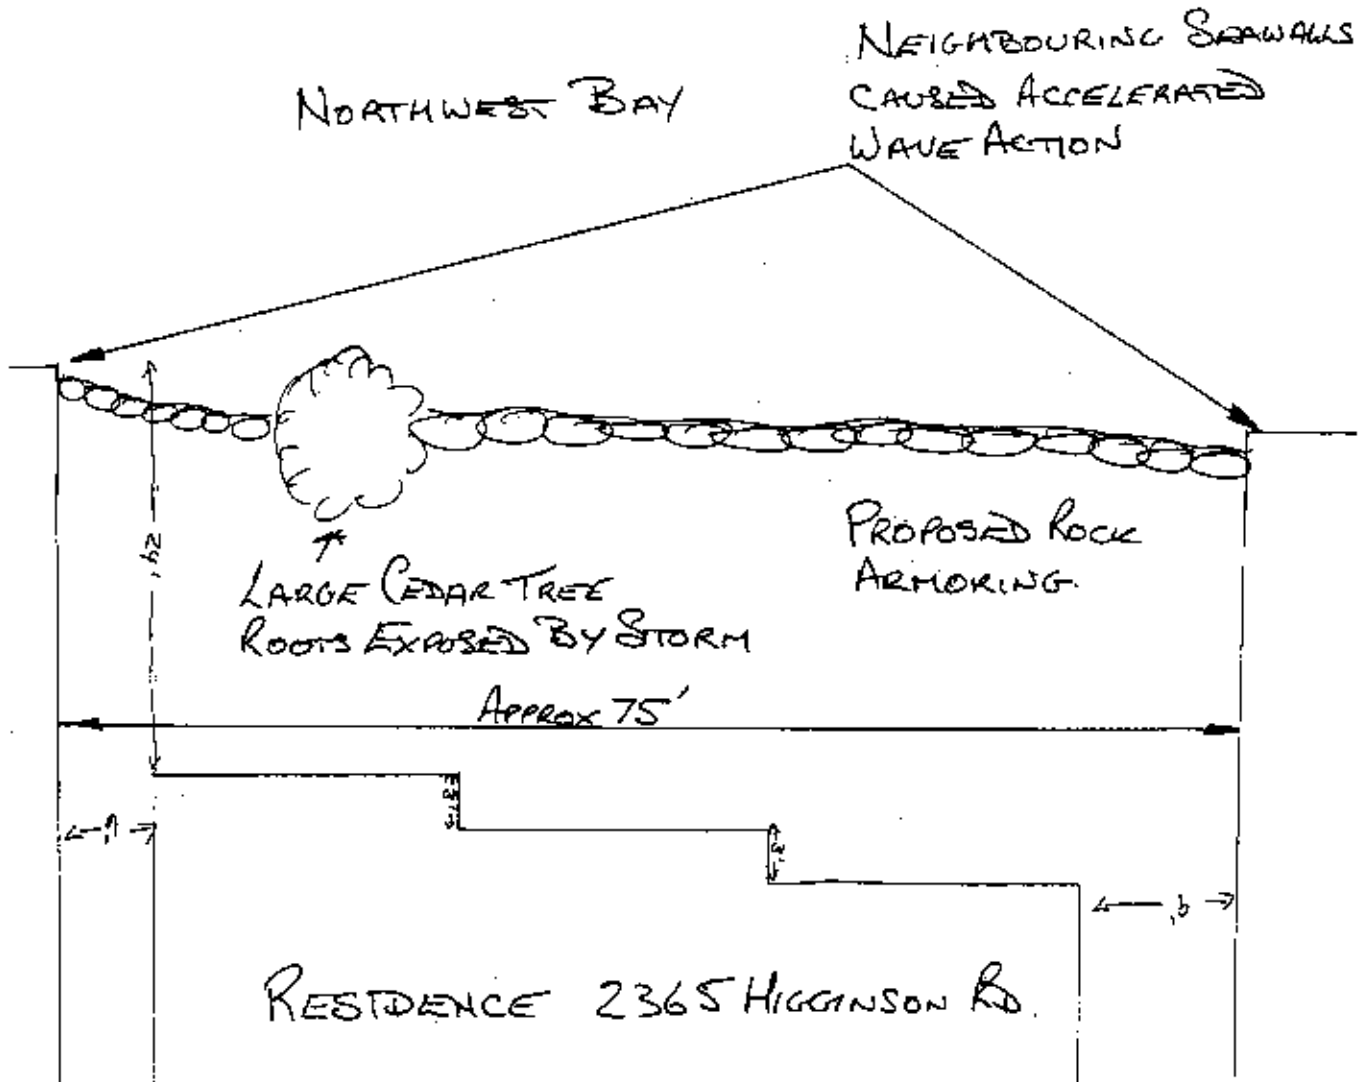 NEIGHBOURING SEAWALLS
CAUSED ACCELERATED
WAVE ACTION
NORTHWEST BAY
PROPOSED ROCK
ARMORING.
LARGE CEDAR TREE
ROOTS EXPOSED BY STORM
APPROX 75'
RESIDENCE 2365 HIGGINSON RD.